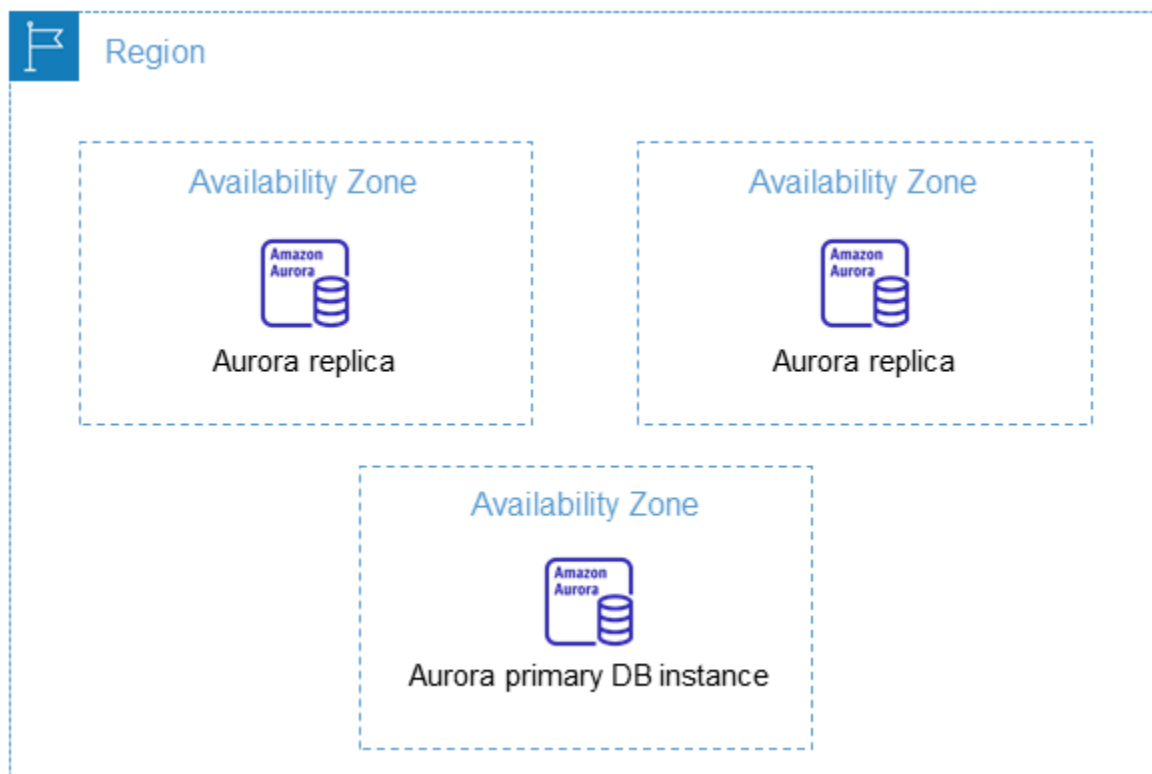 Region
Availability Zone
Amazon
Aurora
Aurora replica
Availability Zone
Amazon
Aurora
Aurora replica
Availability Zone
Amazon
Aurora
Aurora primary DB instance